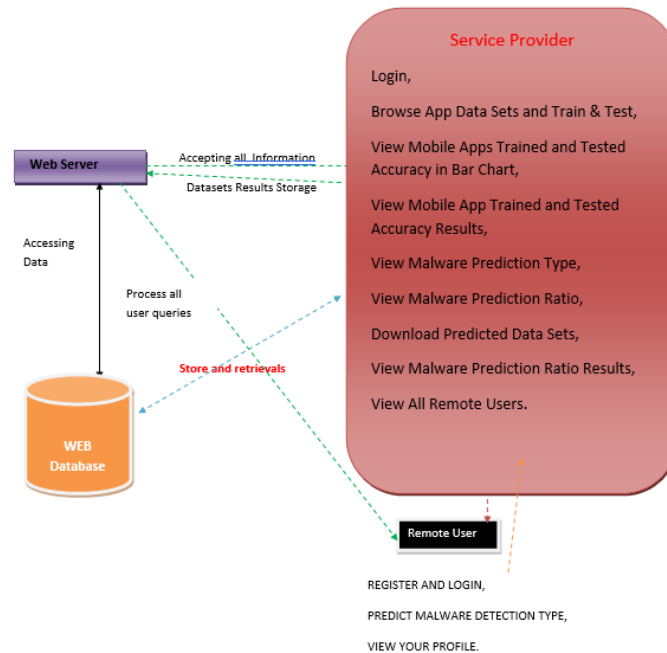 Service Provider
Login,
Browse App Data Sets and Train & Test,
View Mobile Apps Trained and Tested
Accuracy in Bar Chart,
View Mobile App Trained and Tested
Accuracy Results,
View Malware Prediction Type,
View Malware Prediction Ratio,
Download Predicted Data Sets,
View Malware Prediction Ratio Results,
View All Remote Users.
Web Server
Accepting all Information
Datasets Results Storage
Accessing
Data
Process all
user queries
Store and retrievals
WEB
Database
Remote User
REGISTER AND LOGIN,
PREDICT MALWARE DETECTION TYPE,
VIEW YOUR PROFILE.